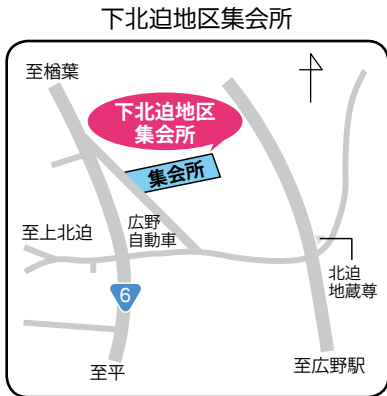 下北迫地区集会所
至楢葉
下北迫地区
集会所
集会所
広野
自動車
至上北迫
6
北迫
地蔵尊
至平
至広野駅